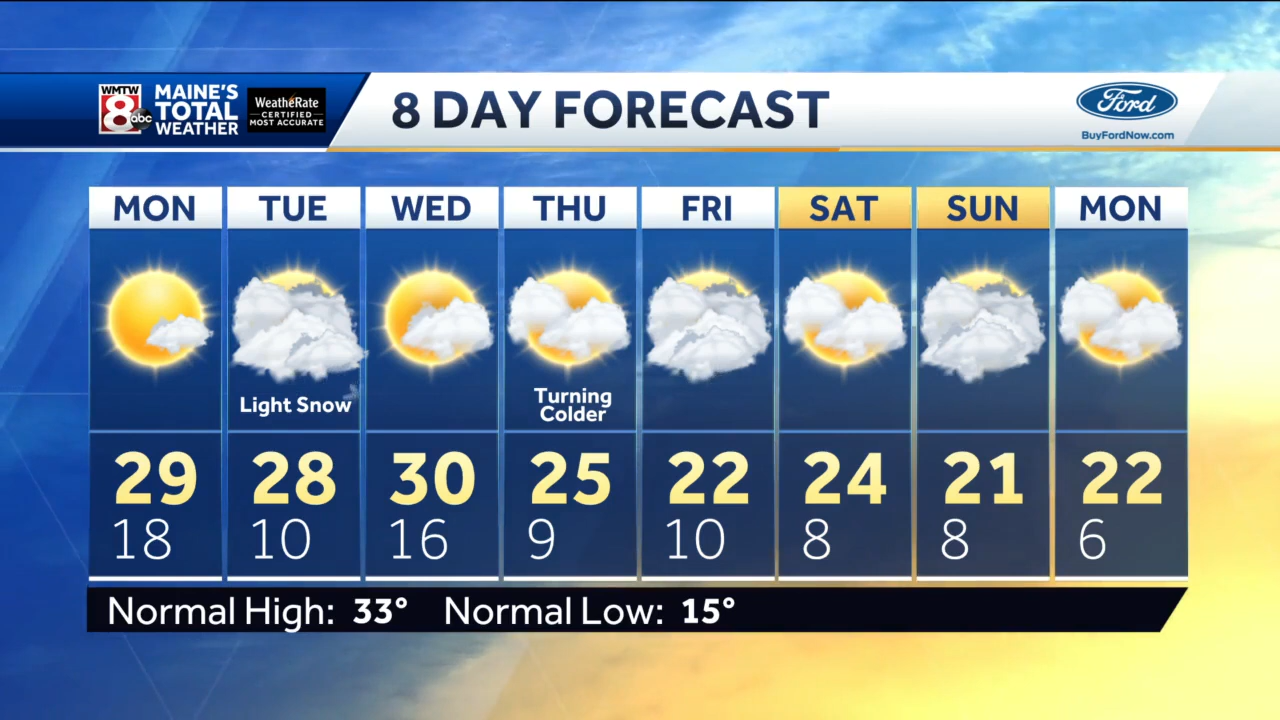 WMTW
8
abc
MAINE'S
TOTAL
WEATHER
WeatheRate
CERTIFIED
MOST ACCURATE
8 DAY FORECAST
Ford
BuyFordNow.com
MON TUE WED THU FRI SAT SUN MON
Light Snow
Turning
Colder
29 28 30 25 22 24 21 22
18 10 16 9 10 8 8 6
Normal High: 33° Normal Low: 15°